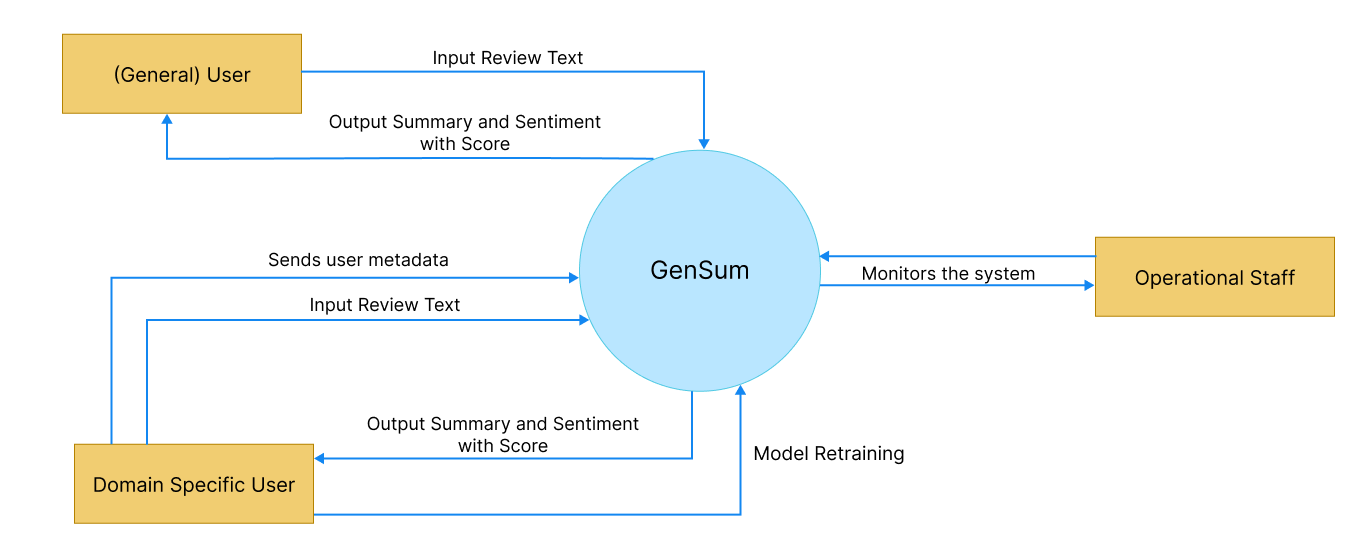 Input Review Text
(General) User
Output Summary and Sentiment
with Score
Sends user metadata
GenSum
Monitors the system
Operational Staff
Input Review Text
Output Summary and Sentiment
with Score
Model Retraining
Domain Specific User